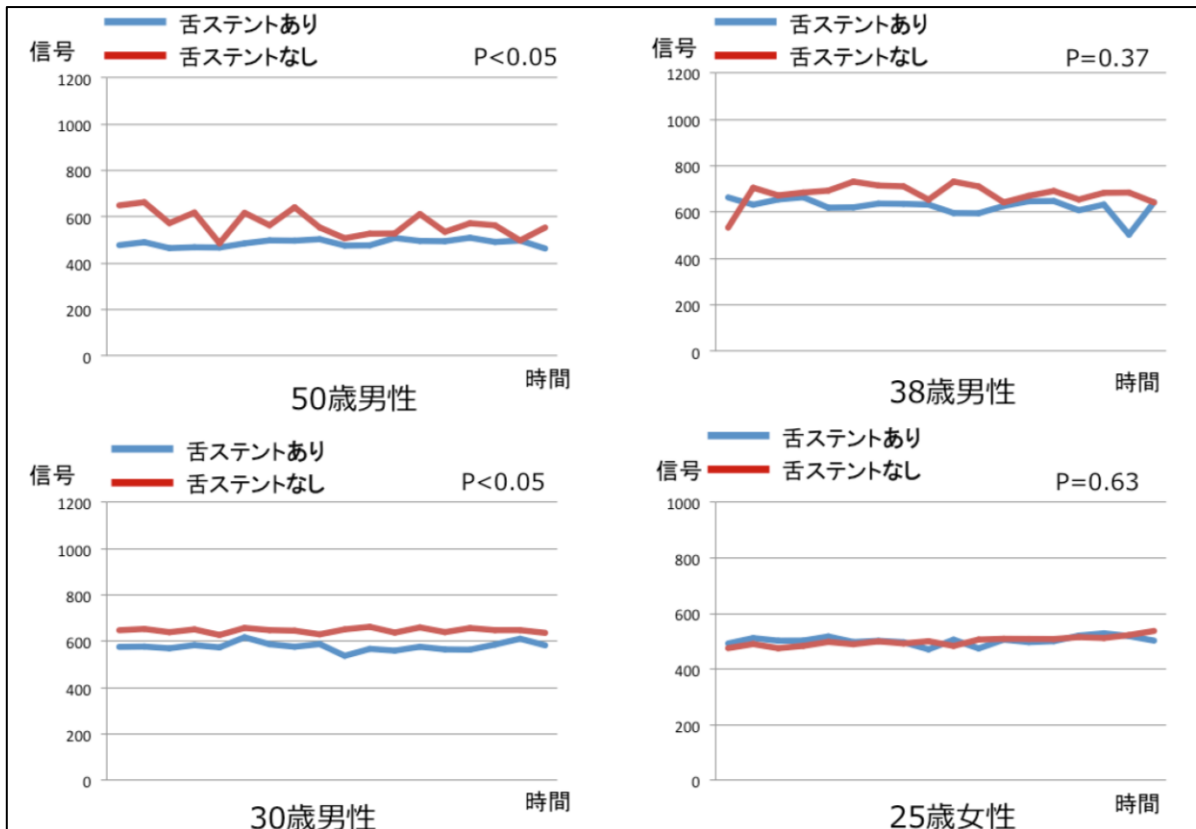 舌ステントあり
舌ステントなし
信号
P<0.05
1200
1000
800
600
400
200
0
時間
50歳男性
舌ステントあり
舌ステントなし
信号
P=0.37
1200
1000
800
600
400
200
0
時間
38歳男性
舌ステントあり
舌ステントなし
信号
P<0.05
1200
1000
800
600
400
200
0
時間
30歳男性
舌ステントあり
舌ステントなし
信号
P=0.63
1000
800
600
400
200
0
時間
25歳女性